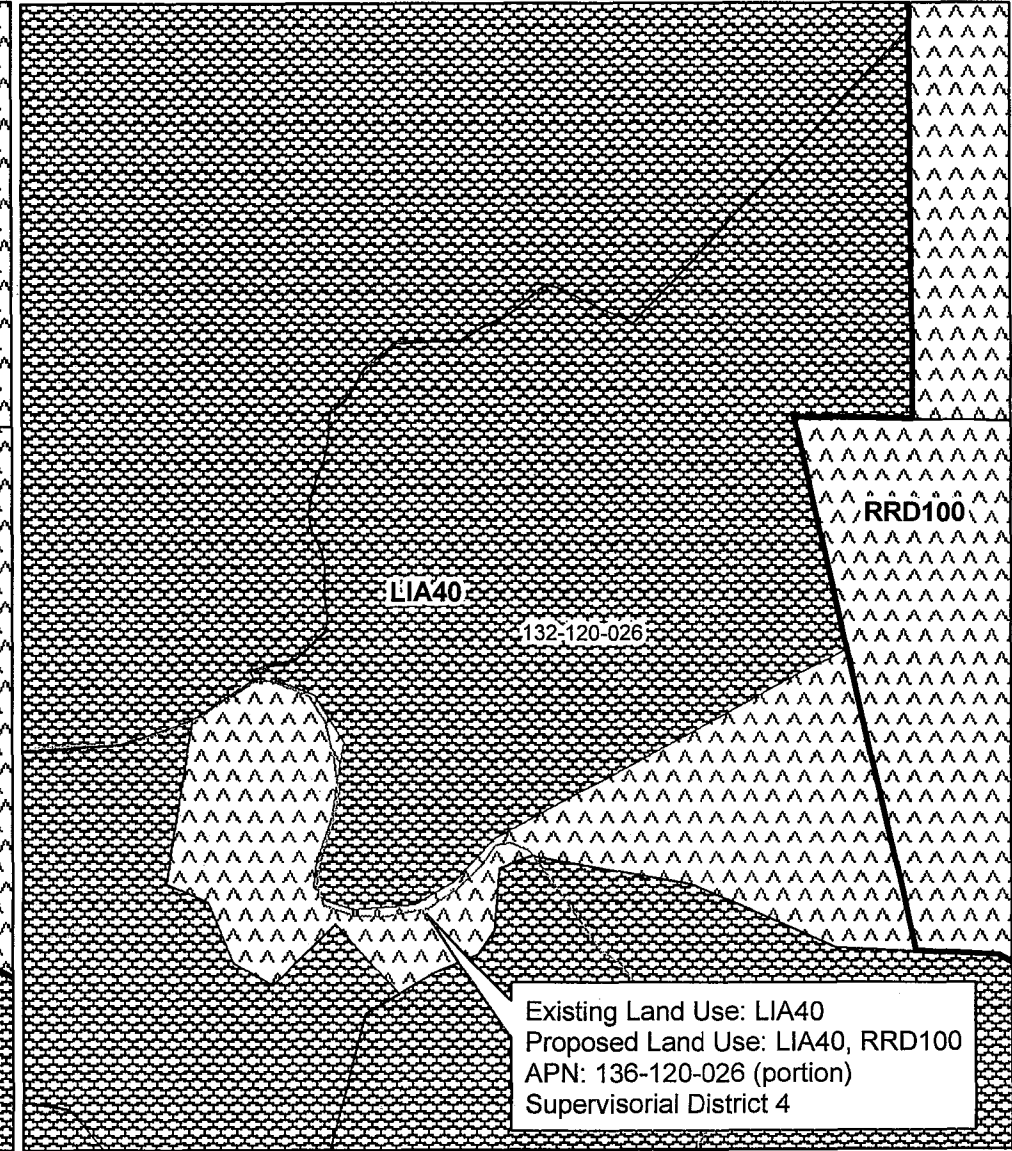 RRD100
LIA40
132-120-026
Existing Land Use: LIA40
Proposed Land Use: LIA40, RRD100
APN: 136-120-026 (portion)
Supervisorial District 4